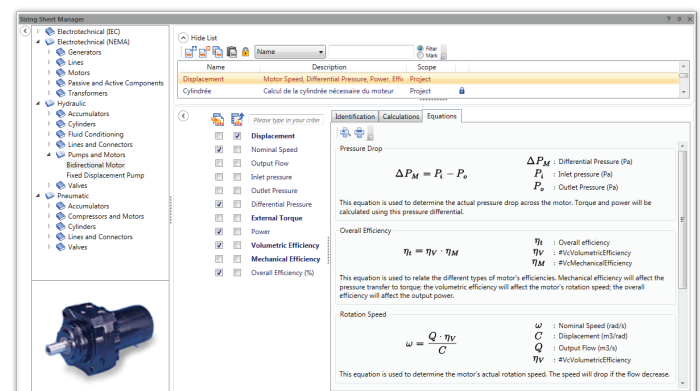 Sizing Sheet Manager
Electrotechnical (IEC)
Electrotechnical (NEMA)
Generators
Lines
Motors
Passive and Active Components
Transformers
Hydraulic
Accumulators
Cylinders
Fluid Conditioning
Lines and Connectors
Pumps and Motors
Bidirectional Motor
Fixed Displacement Pump
Valves
Pneumatic
Accumulators
Compressors and Motors
Cylinders
Lines and Connectors
Valves
Hide List
Name
Filter
Mark
Name Description Scope
Displacement Motor Speed, Differential Pressure, Power, Effic Project
Cylindrée Calcul de la cylindrée nécessaire du moteur Project
Please type in your criter
Displacement
Nominal Speed
Output Flow
Inlet pressure
Outlet Pressure
Differential Pressure
External Torque
Power
Volumetric Efficiency
Mechanical Efficiency
Overall Efficiency (%)
Identification Calculations Equations
Pressure Drop
ΔP_M = P_i − P_o
ΔP_M : Differential Pressure (Pa)
P_i : Inlet pressure (Pa)
P_o : Outlet Pressure (Pa)
This equation is used to determine the actual pressure drop across the motor. Torque and power will be
calculated using this pressure differential.
Overall Efficiency
η_t = η_V · η_M
η_t : Overall efficiency
η_V : #VcVolumetricEfficiency
η_M : #VcMechanicalEfficiency
This equation is used to relate the different types of motor's efficiencies. Mechanical efficiency will affect the
pressure transfer to torque; the volumetric efficiency will affect the motor's rotation speed; the overall
efficiency will affect the output power.
Rotation Speed
ω = Q · η_V / C
ω : Nominal Speed (rad/s)
C : Displacement (m3/rad)
Q : Output Flow (m3/s)
η_V : #VcVolumetricEfficiency
This equation is used to determine the motor's actual rotation speed. The speed will drop if the flow decrease.